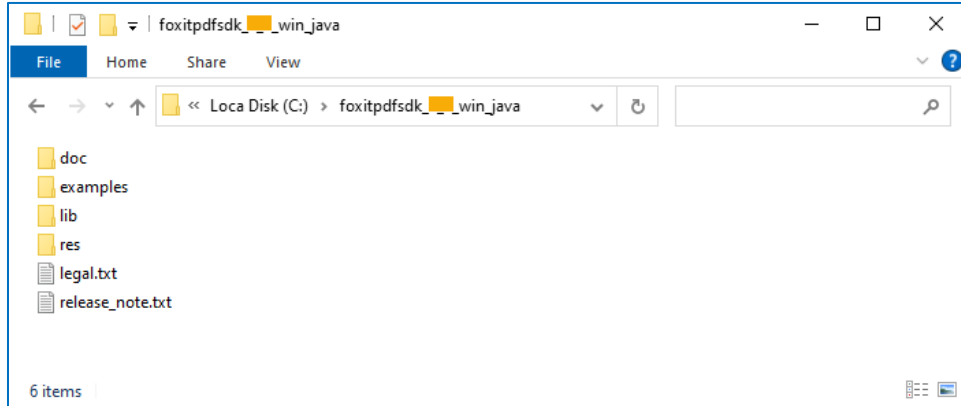 foxitpdfsdk_ _ _win_java
File Home Share View
?
« Loca Disk (C:) › foxitpdfsdk_ _ _win_java
doc
examples
lib
res
legal.txt
release_note.txt
6 items